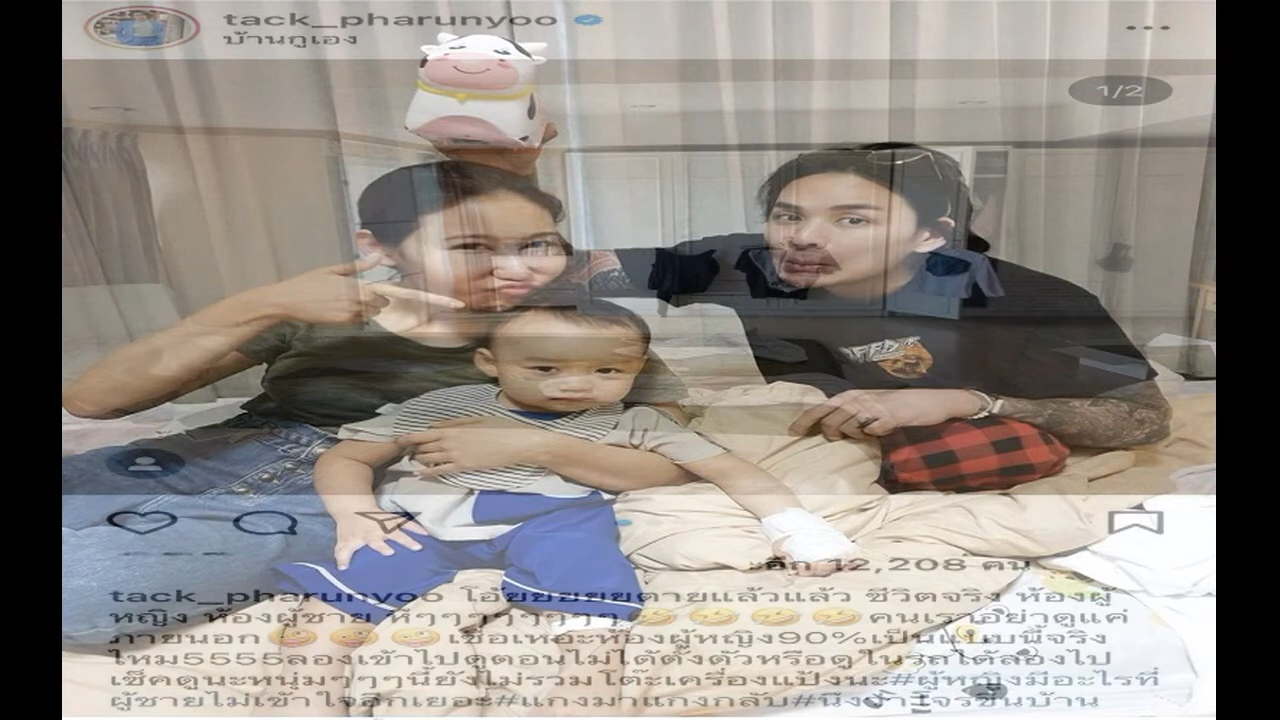 tack_pharunyoo
บ้านกูเอง
1/2
อีก 12,208 คน
tack_pharunyoo โอ้ยยยยยยตายแล้วแล้ว ชีวิตจริง ห้องผู้
หญิง ห้องผู้ชาย คนเราอย่าดูแค่
ภายนอก เชื่อเหอะห้องผู้หญิง90%เป็นแบบนี้จริง
ไหม5555ลองเข้าไปดูตอนไม่ได้ตั้งตัวหรือดูในรถได้ลองไป
เช็คดูนะหนุ่มๆๆๆนี้ยังไม่รวมโต๊ะเครื่องแป้งนะ#ผู้หญิงมีอะไรที่
ผู้ชายไม่เข้าใจอีกเยอะ#แกงมาแกงกลับ